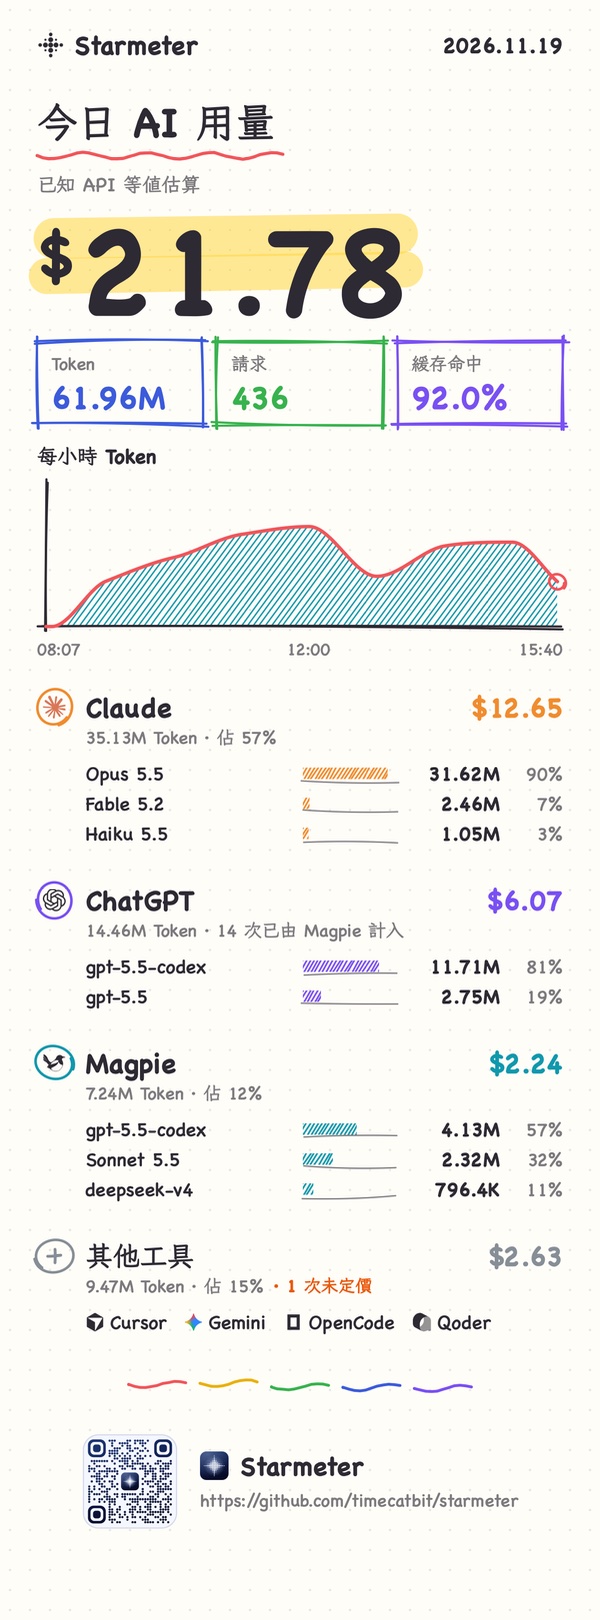 Starmeter 2026.11.19
今日 AI 用量
已知 API 等值估算
$21.78
Token 請求 緩存命中
61.96M 436 92.0%
每小時 Token
08:07 12:00 15:40
Claude $12.65
35.13M Token · 佔 57%
Opus 5.5 31.62M 90%
Fable 5.2 2.46M 7%
Haiku 5.5 1.05M 3%
ChatGPT $6.07
14.46M Token · 14 次已由 Magpie 計入
gpt-5.5-codex 11.71M 81%
gpt-5.5 2.75M 19%
Magpie $2.24
7.24M Token · 佔 12%
gpt-5.5-codex 4.13M 57%
Sonnet 5.5 2.32M 32%
deepseek-v4 796.4K 11%
其他工具 $2.63
9.47M Token · 佔 15% · 1 次未定價
Cursor Gemini OpenCode Qoder
Starmeter
https://github.com/timecatbit/starmeter